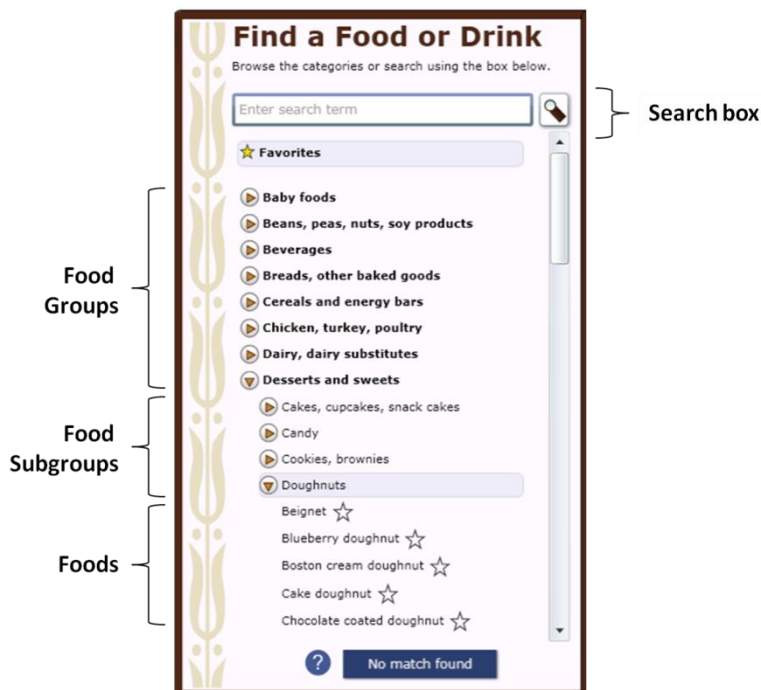 Find a Food or Drink
Browse the categories or search using the box below.
Enter search term
Search box
Favorites
Food
Groups
Baby foods
Beans, peas, nuts, soy products
Beverages
Breads, other baked goods
Cereals and energy bars
Chicken, turkey, poultry
Dairy, dairy substitutes
Desserts and sweets
Food
Subgroups
Cakes, cupcakes, snack cakes
Candy
Cookies, brownies
Doughnuts
Foods
Beignet
Blueberry doughnut
Boston cream doughnut
Cake doughnut
Chocolate coated doughnut
?
No match found